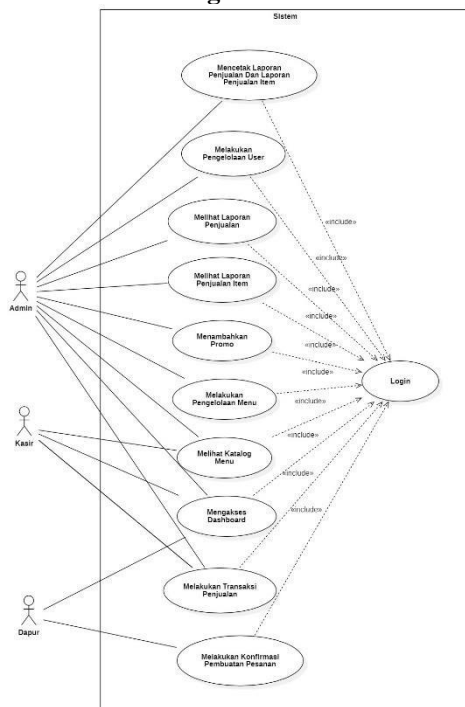 Sistem
Mencetak Laporan
Penjualan Dan Laporan
Penjualan Item
Melakukan
Pengelolaan User
«include»
Melihat Laporan
Penjualan
«include»
Melihat Laporan
Penjualan Item
«include»
Admin
«include»
Menambahkan
Promo
«include»
Login
Melakukan
Pengelolaan Menu
«include»
Kasir
Melihat Katalog
Menu
«include»
«include»
Mengakses
Dashboard
«include»
Melakukan Transaksi
Penjualan
Dapur
Melakukan Konfirmasi
Pembuatan Pesanan